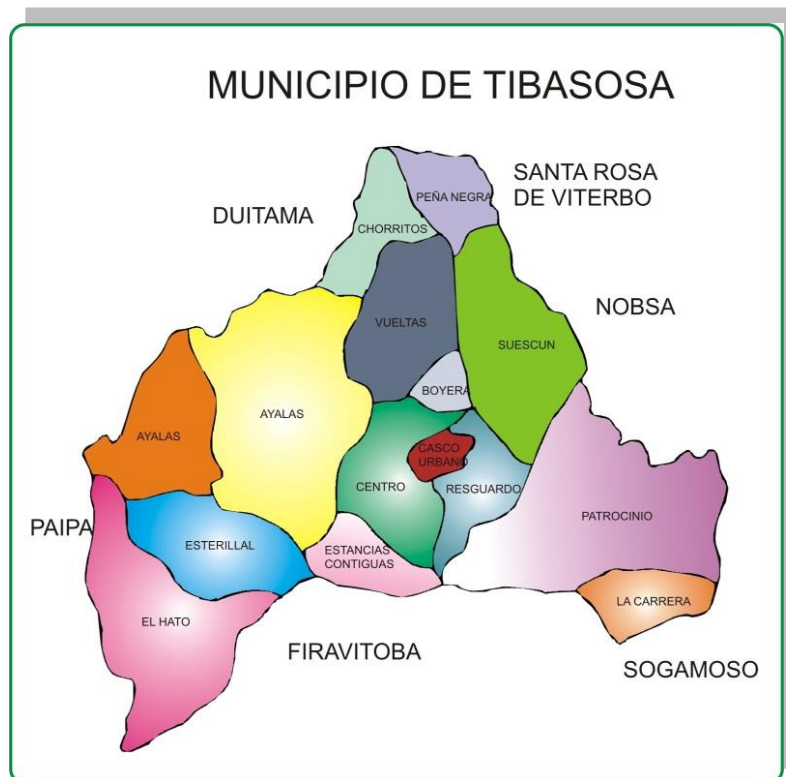 MUNICIPIO DE TIBASOSA
SANTA ROSA
DE VITERBO
PEÑA NEGRA
DUITAMA
CHORRITOS
NOBSA
VUELTAS
SUESCUN
BOYERA
AYALAS
AYALAS
CASCO
URBANO
CENTRO
RESGUARDO
PATROCINIO
PAIPA
ESTERILLAL
ESTANCIAS
CONTIGUAS
LA CARRERA
EL HATO
FIRAVITOBA
SOGAMOSO